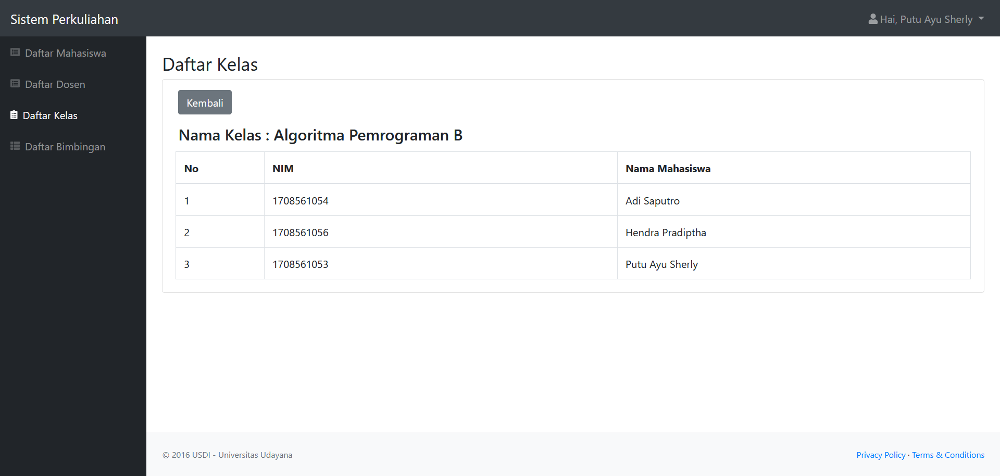 Sistem Perkuliahan
Hai, Putu Ayu Sherly
Daftar Mahasiswa
Daftar Dosen
Daftar Kelas
Daftar Bimbingan
Daftar Kelas
Kembali
Nama Kelas : Algoritma Pemrograman B
No NIM Nama Mahasiswa
1 1708561054 Adi Saputro
2 1708561056 Hendra Pradiptha
3 1708561053 Putu Ayu Sherly
© 2016 USDI - Universitas Udayana
Privacy Policy · Terms & Conditions